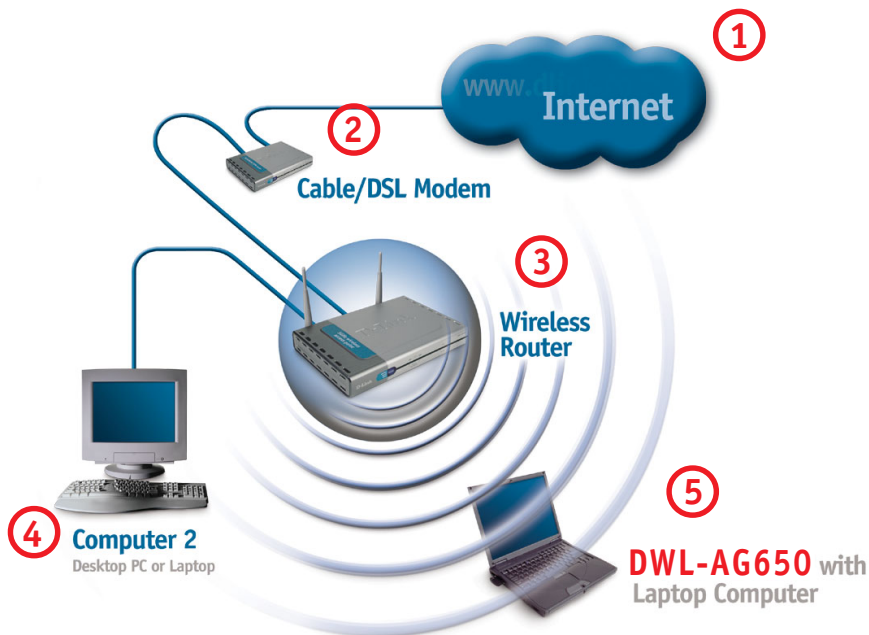 1
www.d
Internet
2
Cable/DSL Modem
3
Wireless
Router
4
Computer 2
Desktop PC or Laptop
5
DWL-AG650 with
Laptop Computer